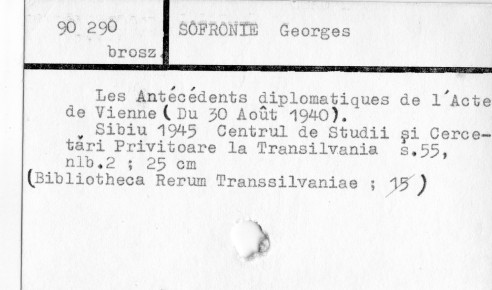 90 290 SOFRONIE Georges
brosz.
Les Antécédents diplomatiques de l'Acte
de Vienne (Du 30 Août 1940).
Sibiu 1945 Centrul de Studii şi Cerce-
tări Privitoare la Transilvania s.55,
nlb.2 ; 25 cm
(Bibliotheca Rerum Transsilvaniae ; 15)